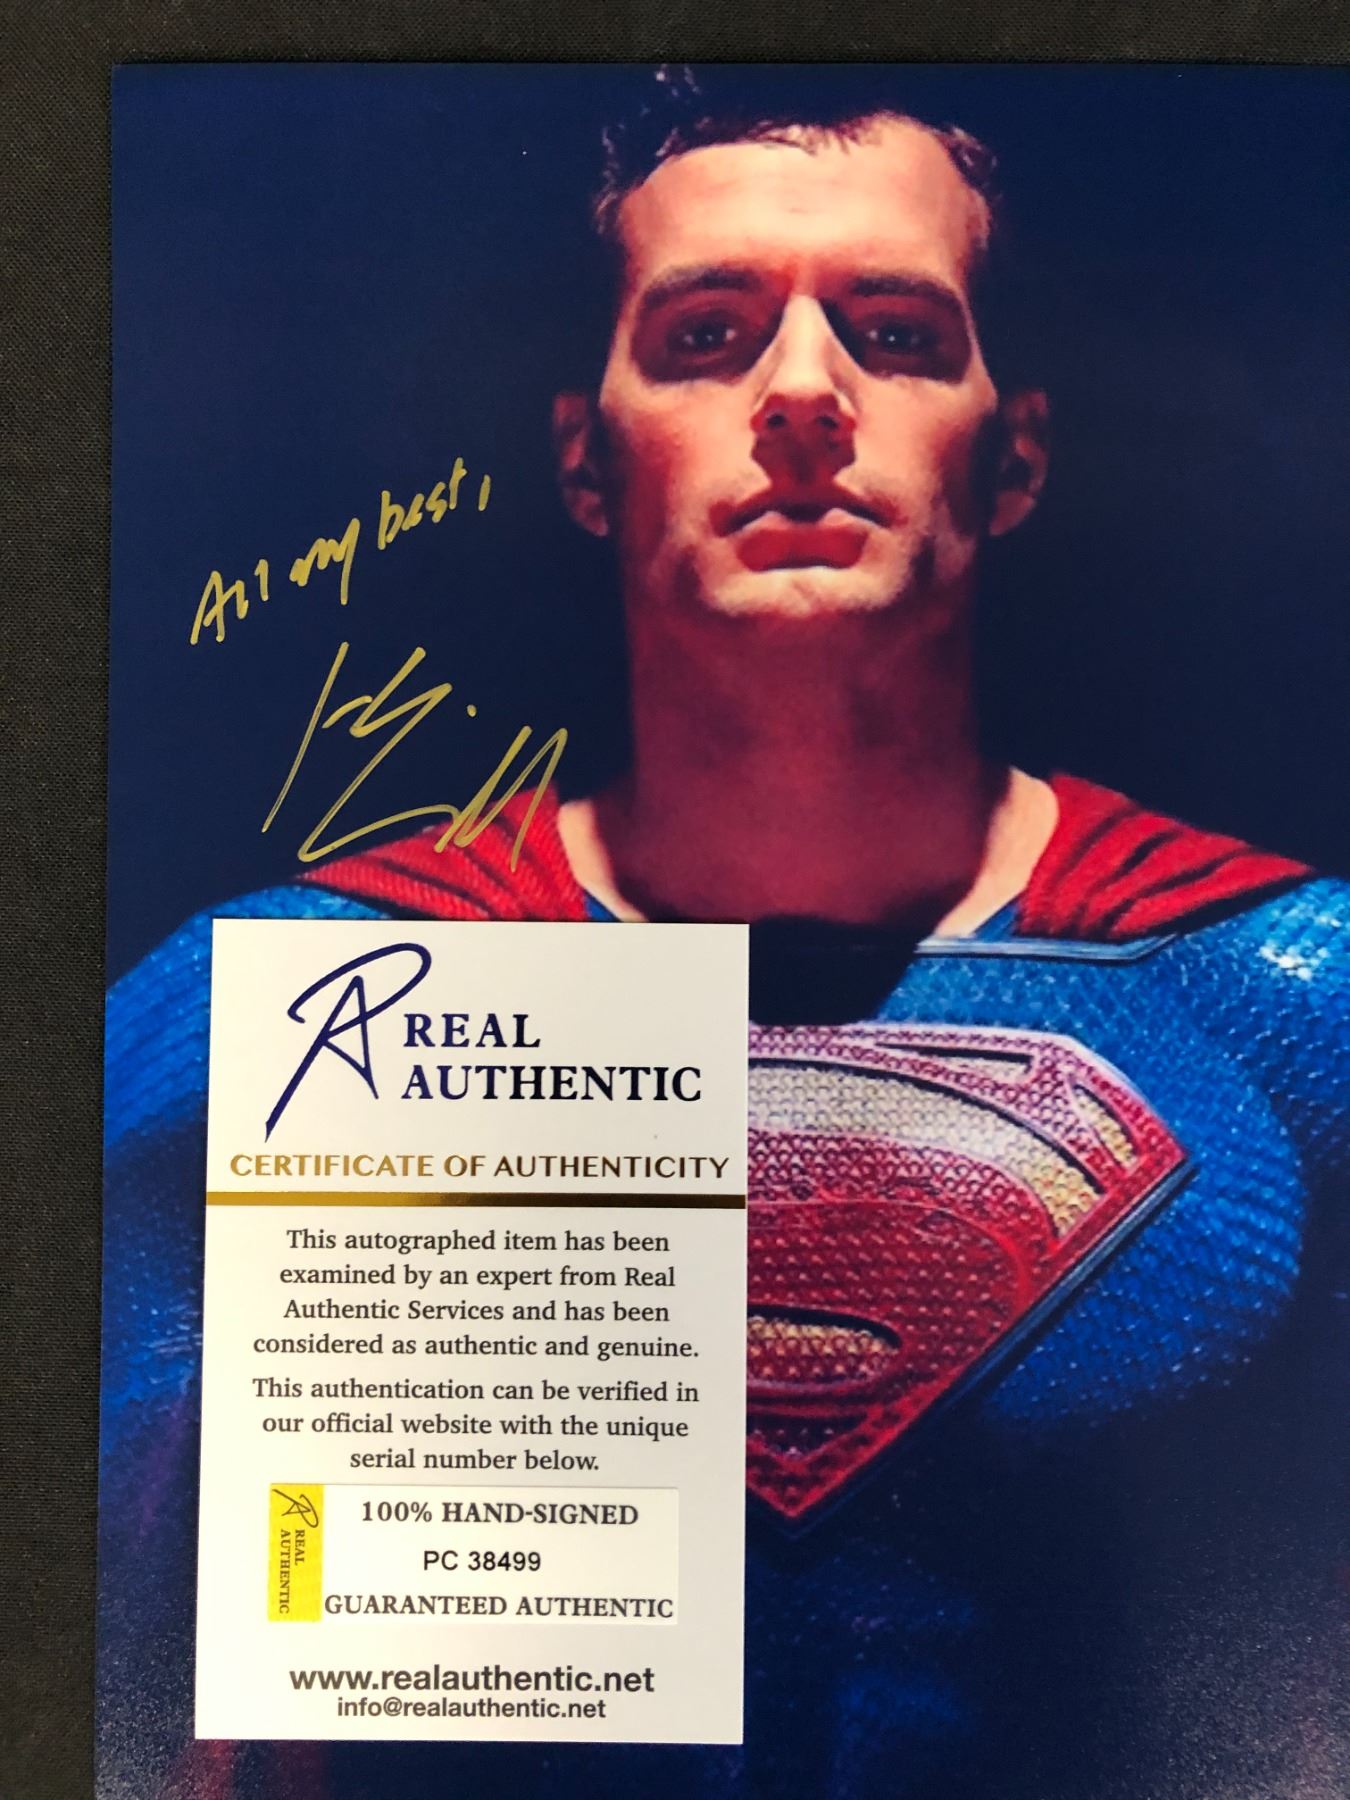 All my best,
REAL
AUTHENTIC
CERTIFICATE OF AUTHENTICITY
This autographed item has been
examined by an expert from Real
Authentic Services and has been
considered as authentic and genuine.
This authentication can be verified in
our official website with the unique
serial number below.
REAL
AUTHENTIC
100% HAND-SIGNED
PC 38499
GUARANTEED AUTHENTIC
www.realauthentic.net
info@realauthentic.net